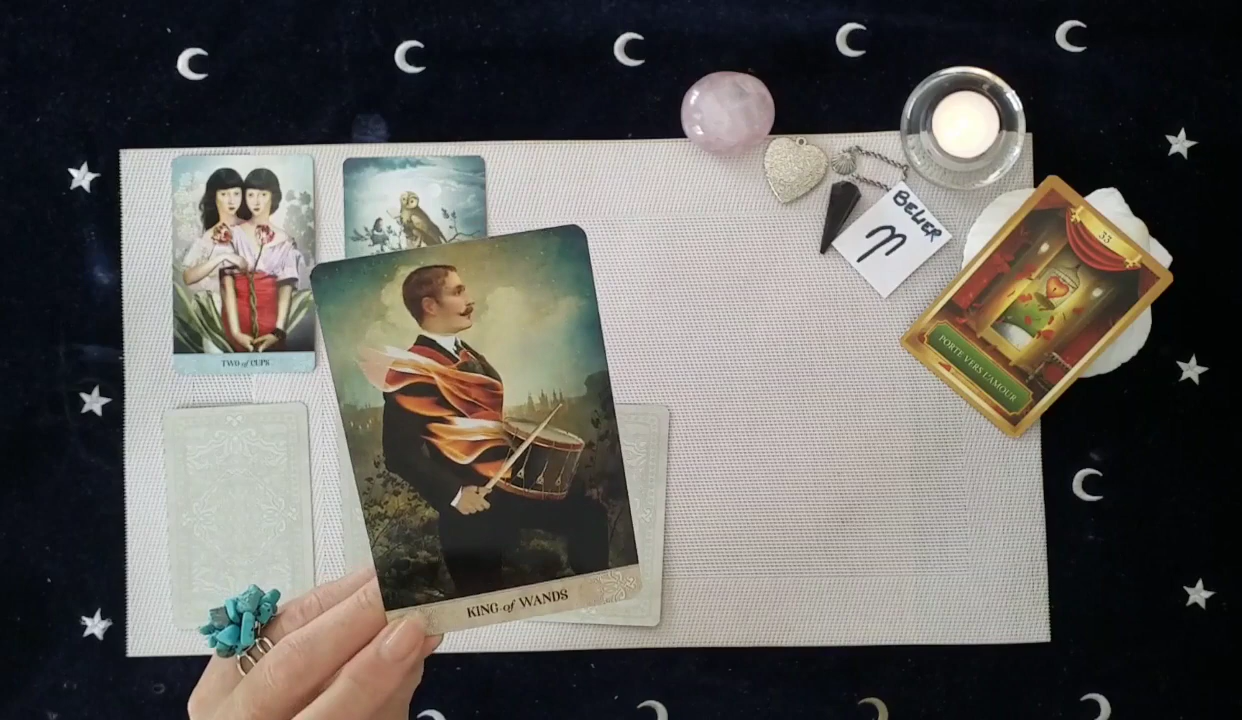 TWO of CUPS
BELIER
♈
33
PORTE VERS L'AMOUR
KING of WANDS